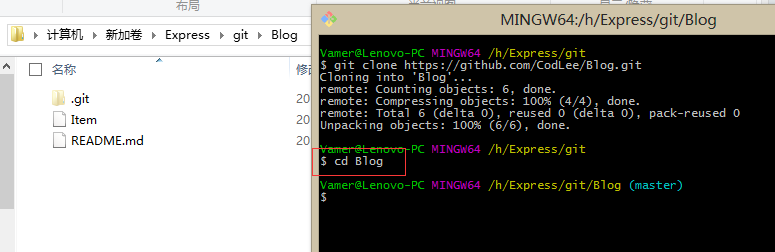 布局
计算机
新加卷
Express
git
Blog
名称
修
.git
20
Item
20
README.md
20
MINGW64:/h/Express/git/Blog
Vamer@Lenovo-PC MINGW64 /h/Express/git
$ git clone https://github.com/CodLee/Blog.git
Cloning into 'Blog'...
remote: Counting objects: 6, done.
remote: Compressing objects: 100% (4/4), done.
remote: Total 6 (delta 0), reused 0 (delta 0), pack-reused 0
Unpacking objects: 100% (6/6), done.
Vamer@Lenovo-PC MINGW64 /h/Express/git
$ cd Blog
Vamer@Lenovo-PC MINGW64 /h/Express/git/Blog (master)
$